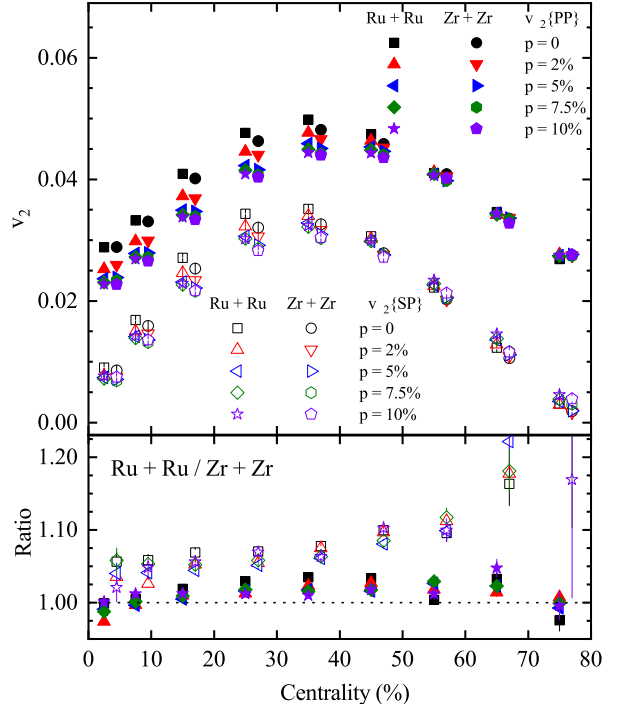 Ru + Ru Zr + Zr v 2{PP}
p = 0
p = 2%
p = 5%
p = 7.5%
p = 10%
0.06
0.04
0.02
0.00
v2
Ru + Ru Zr + Zr v 2{SP}
p = 0
p = 2%
p = 5%
p = 7.5%
p = 10%
Ru + Ru / Zr + Zr
1.20
1.10
1.00
Ratio
0 10 20 30 40 50 60 70 80
Centrality (%)